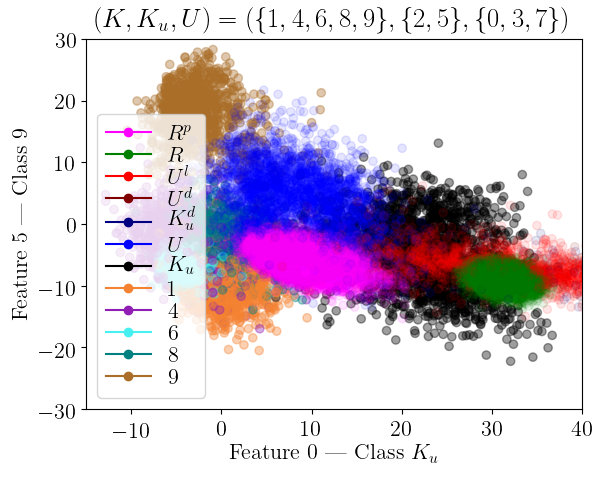 (K, K_u, U) = ({1, 4, 6, 8, 9}, {2, 5}, {0, 3, 7})
Feature 5 — Class 9
30
20
10
0
−10
−20
−30
R^p
R
U^l
U^d
K_u^d
U
K_u
1
4
6
8
9
−10 0 10 20 30 40
Feature 0 — Class K_u